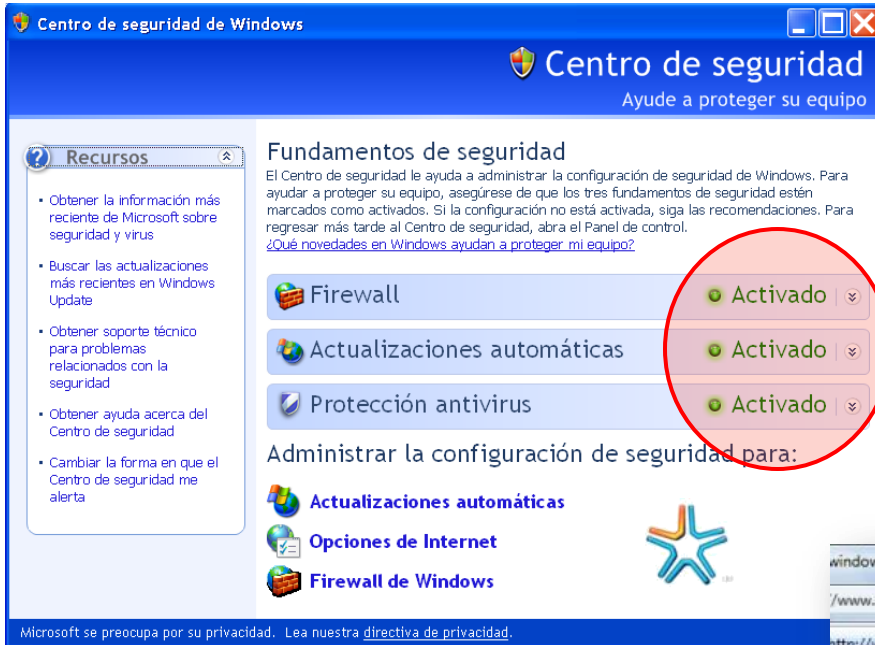 Centro de seguridad de Windows
Centro de seguridad
Ayude a proteger su equipo
Recursos
• Obtener la información más
reciente de Microsoft sobre
seguridad y virus
• Buscar las actualizaciones
más recientes en Windows
Update
• Obtener soporte técnico
para problemas
relacionados con la
seguridad
• Obtener ayuda acerca del
Centro de seguridad
• Cambiar la forma en que el
Centro de seguridad me
alerta
Fundamentos de seguridad
El Centro de seguridad le ayuda a administrar la configuración de seguridad de Windows. Para
ayudar a proteger su equipo, asegúrese de que los tres fundamentos de seguridad estén
marcados como activados. Si la configuración no está activada, siga las recomendaciones. Para
regresar más tarde al Centro de seguridad, abra el Panel de control.
¿Qué novedades en Windows ayudan a proteger mi equipo?
Firewall Activado
Actualizaciones automáticas Activado
Protección antivirus Activado
Administrar la configuración de seguridad para:
Actualizaciones automáticas
Opciones de Internet
Firewall de Windows
window
/www.
Microsoft se preocupa por su privacidad. Lea nuestra directiva de privacidad.